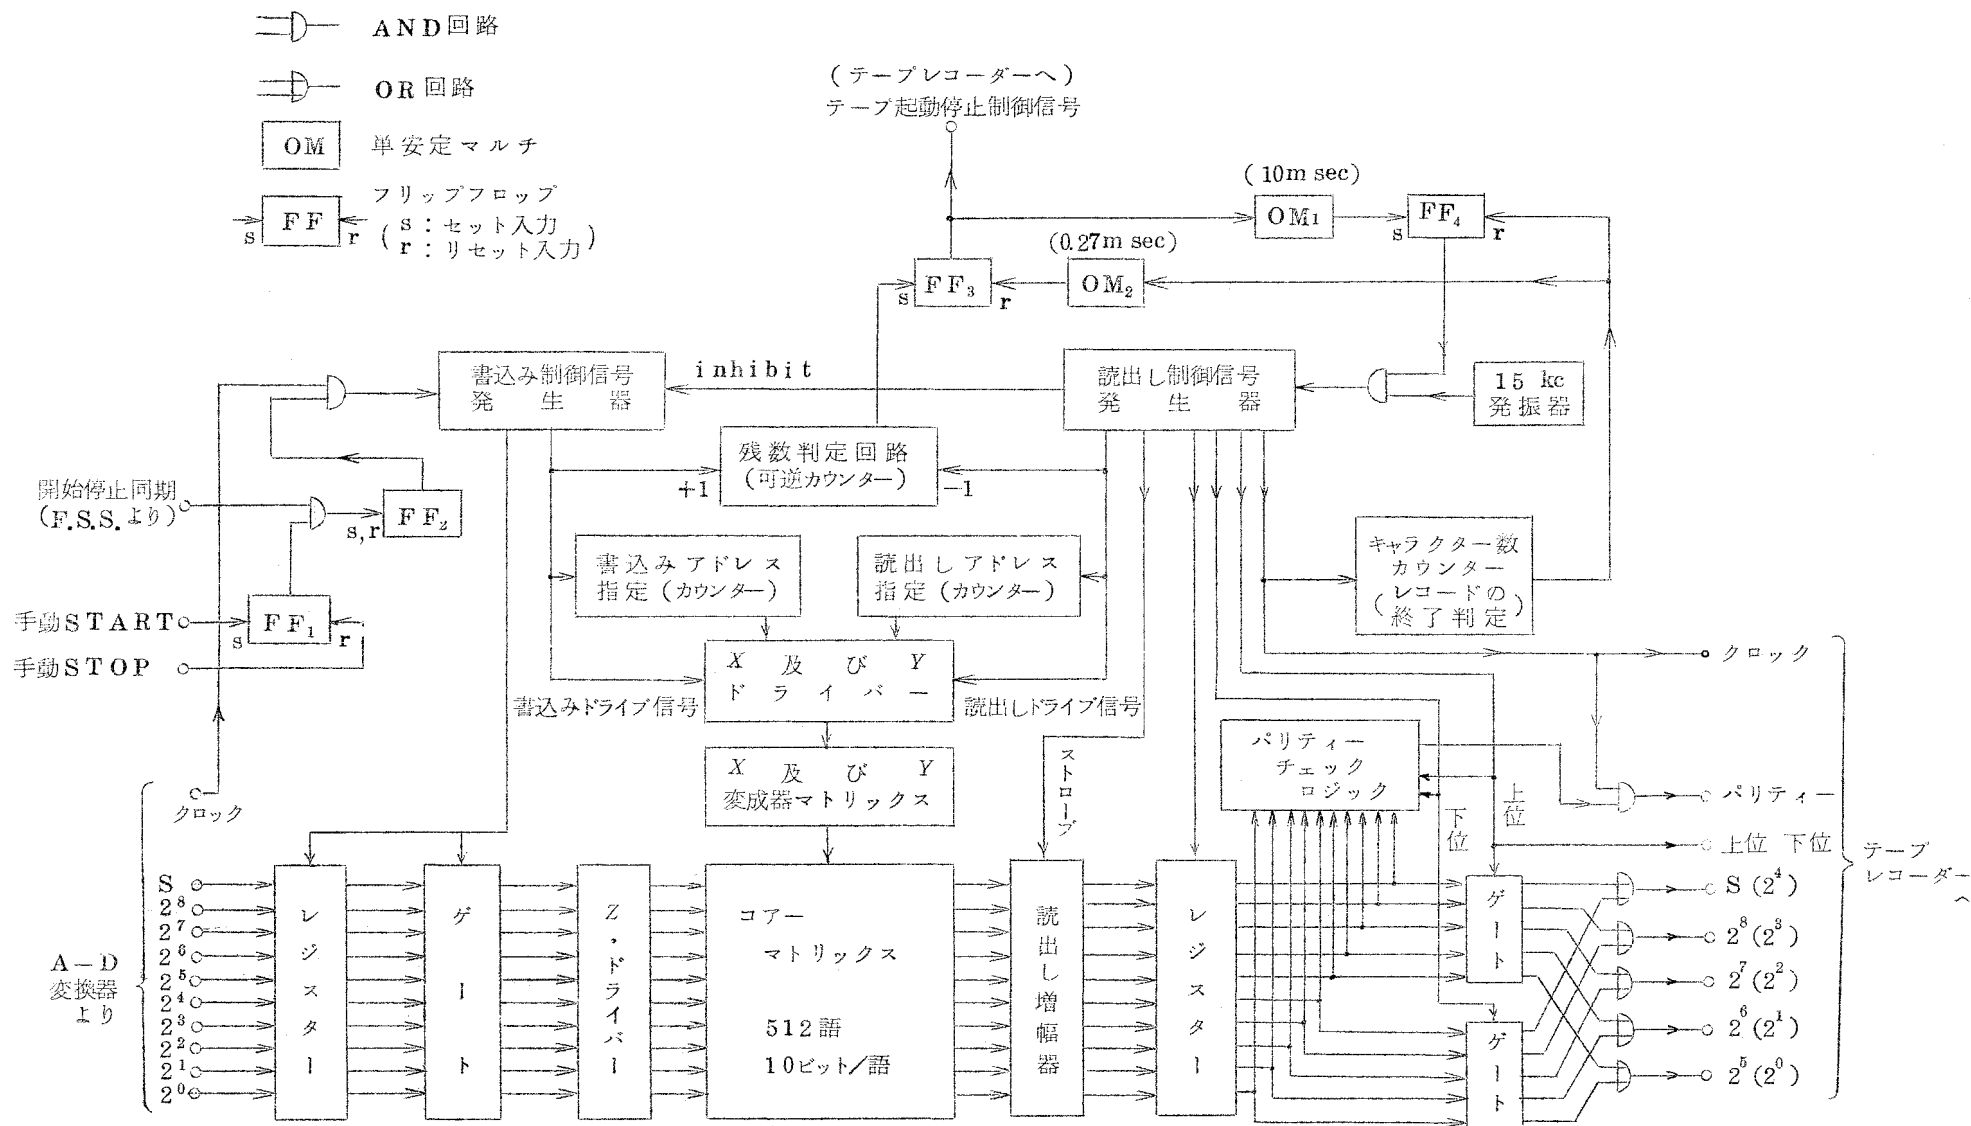 AND回路
OR回路
OM 単安定マルチ
フリップフロップ
s FF r
(s:セット入力
r:リセット入力)
(テープレコーダーへ)
テープ起動停止制御信号
(10m sec)
OM1
s FF4 r
(0.27m sec)
s FF3 r
OM2
書込み制御信号
発生器
inhibit
読出し制御信号
発生器
15 kc
発振器
残数判定回路
(可逆カウンター)
+1
-1
開始停止同期
(F.S.S.より)
s,r FF2
書込みアドレス
指定(カウンター)
読出しアドレス
指定(カウンター)
キャラクター数
カウンター
(レコードの
終了判定)
手動START
s FF1 r
手動STOP
X及びY
ドライバー
書込みドライブ信号
読出しドライブ信号
クロック
X及びY
変成器マトリックス
ストローブ
パリティー
チェック
ロジック
上位
下位
パリティー
上位 下位
クロック
テープ
レコーダー
へ
A-D
変換器
より
S
2⁸
2⁷
2⁶
2⁵
2⁴
2³
2²
2¹
2⁰
レジスター
ゲート
Z・ドライバー
コアー
マトリックス
512語
10ビット/語
読出し増幅器
レジスター
ゲート
ゲート
S(2⁴)
2⁸(2³)
2⁷(2²)
2⁶(2¹)
2⁵(2⁰)